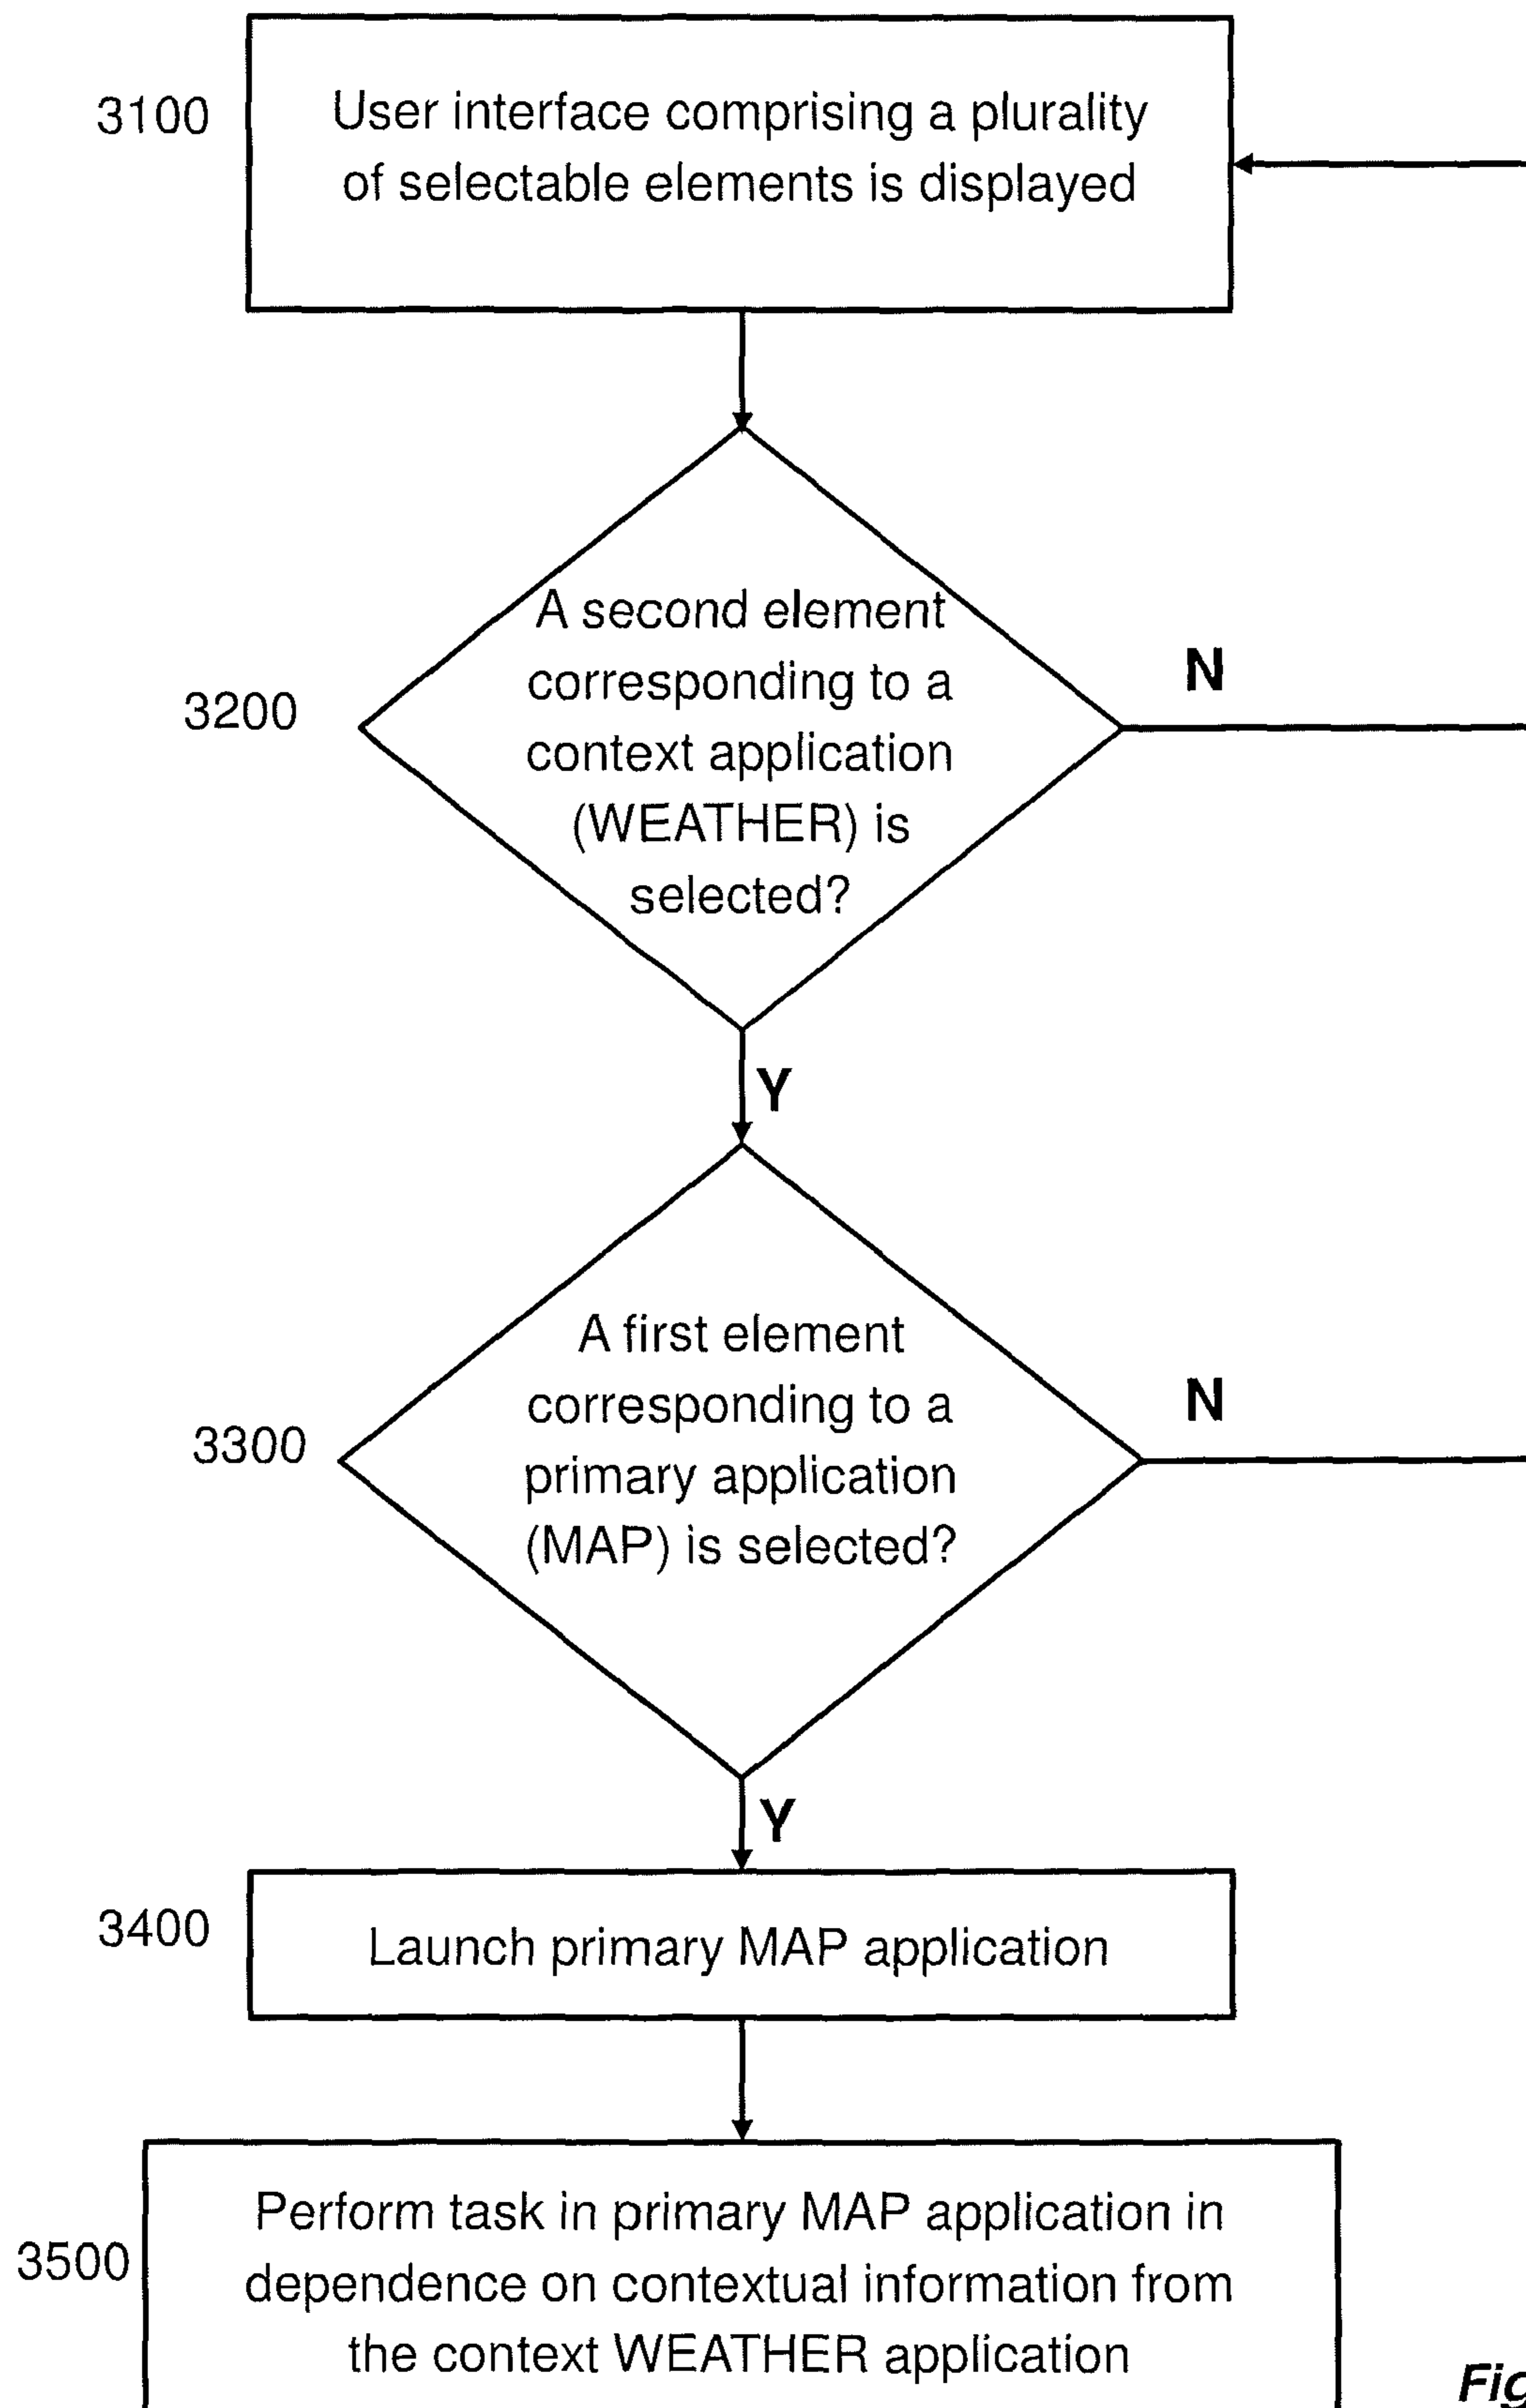 3100
User interface comprising a plurality
of selectable elements is displayed
A second element
corresponding to a
context application
(WEATHER) is
selected?
3200
N
Y
A first element
corresponding to a
primary application
(MAP) is selected?
3300
N
Y
3400
Launch primary MAP application
3500
Perform task in primary MAP application in
dependence on contextual information from
the context WEATHER application